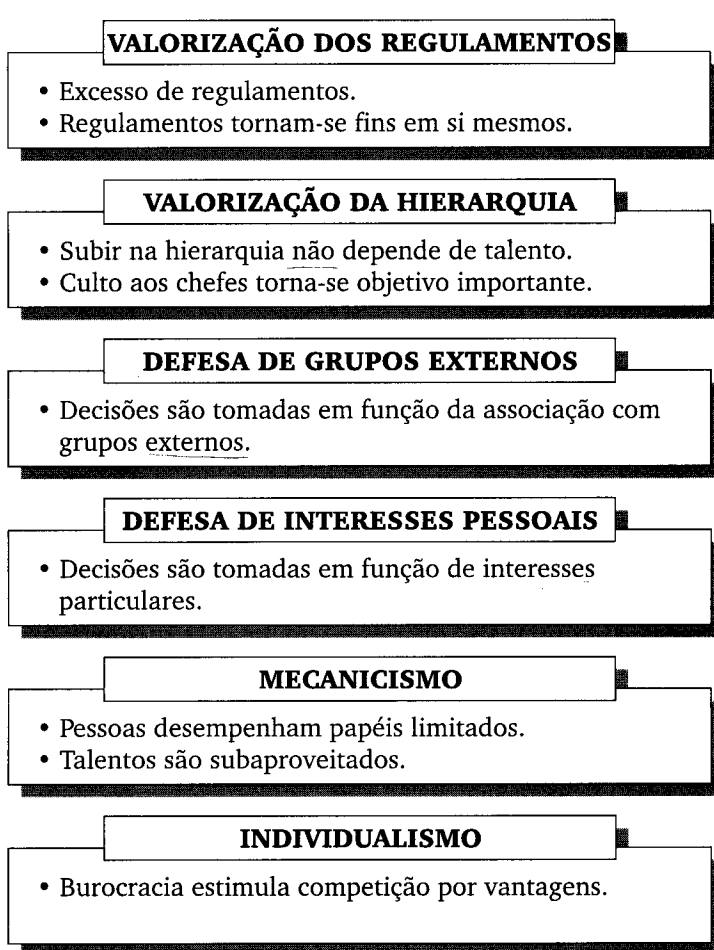 VALORIZAÇÃO DOS REGULAMENTOS
• Excesso de regulamentos.
• Regulamentos tornam-se fins em si mesmos.
VALORIZAÇÃO DA HIERARQUIA
• Subir na hierarquia não depende de talento.
• Culto aos chefes torna-se objetivo importante.
DEFESA DE GRUPOS EXTERNOS
• Decisões são tomadas em função da associação com
grupos externos.
DEFESA DE INTERESSES PESSOAIS
• Decisões são tomadas em função de interesses
particulares.
MECANICISMO
• Pessoas desempenham papéis limitados.
• Talentos são subaproveitados.
INDIVIDUALISMO
• Burocracia estimula competição por vantagens.